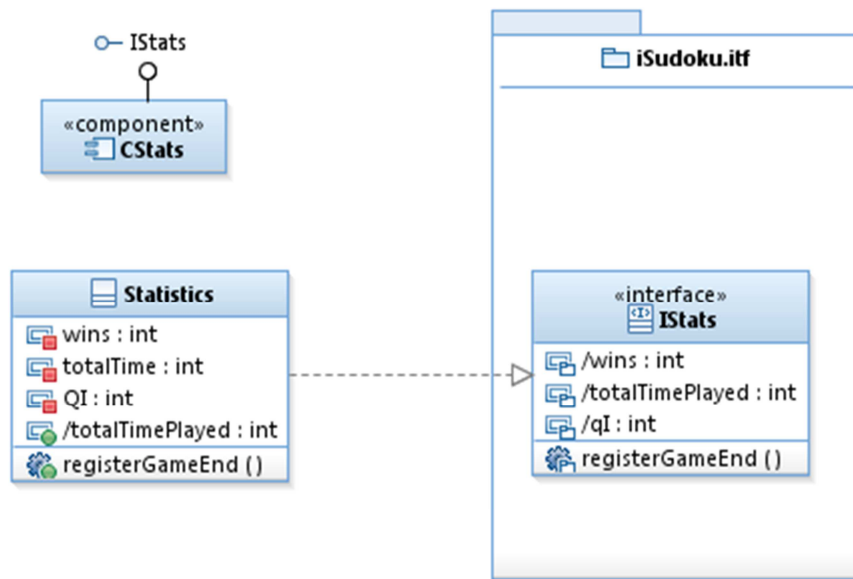 IStats
«component»
CStats
iSudoku.itf
Statistics
wins : int
totalTime : int
QI : int
/totalTimePlayed : int
registerGameEnd ()
«interface»
<I>
IStats
/wins : int
/totalTimePlayed : int
/qI : int
registerGameEnd ()